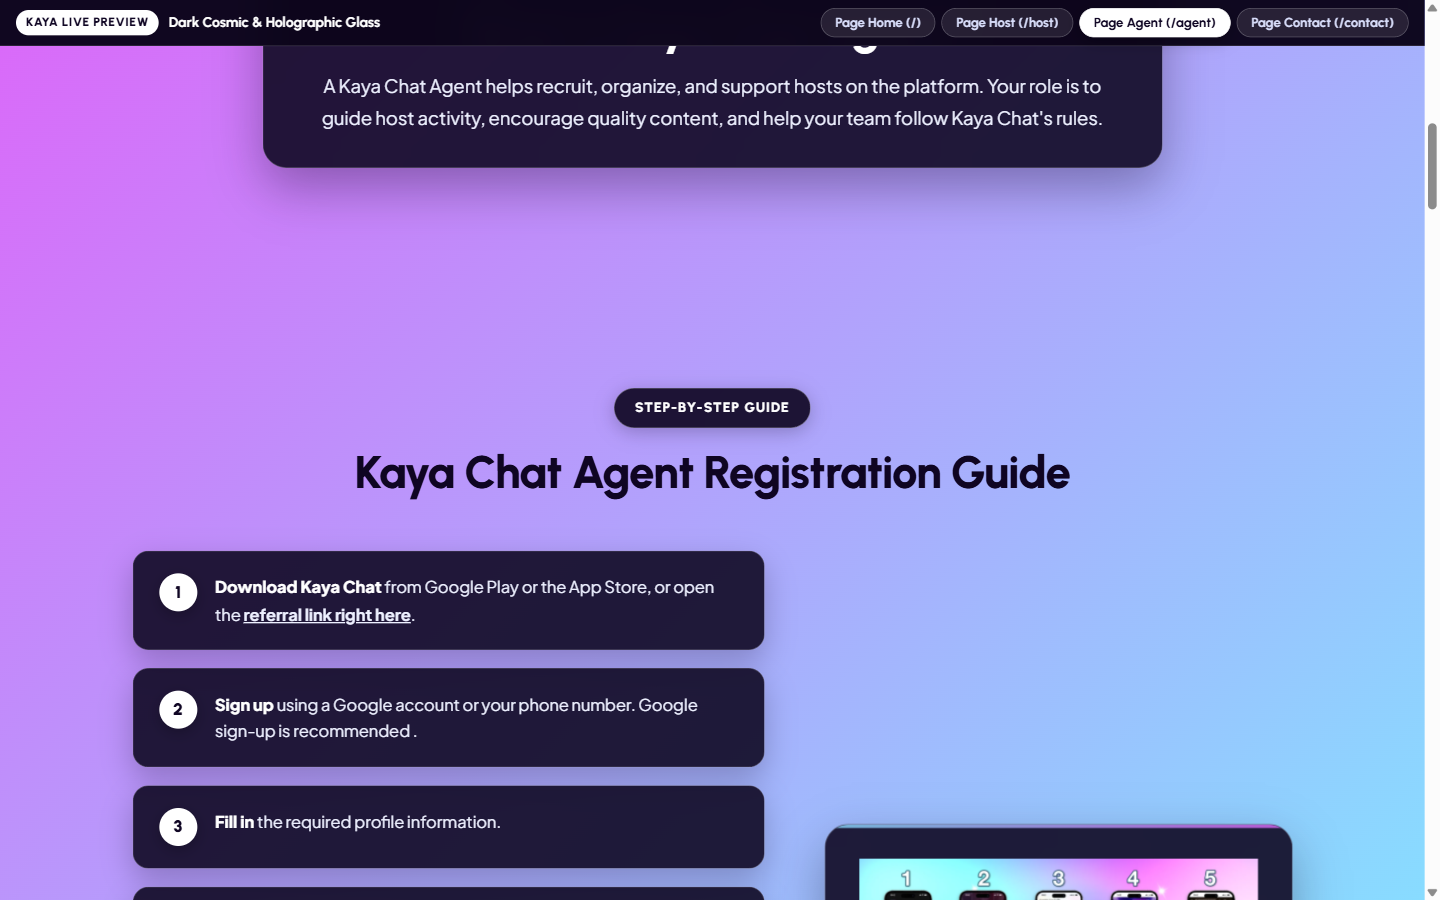 KAYA LIVE PREVIEW
Dark Cosmic & Holographic Glass
Page Home (/)
Page Host (/host)
Page Agent (/agent)
Page Contact (/contact)
A Kaya Chat Agent helps recruit, organize, and support hosts on the platform. Your role is to
guide host activity, encourage quality content, and help your team follow Kaya Chat's rules.
STEP-BY-STEP GUIDE
Kaya Chat Agent Registration Guide
1
Download Kaya Chat from Google Play or the App Store, or open
the referral link right here.
2
Sign up using a Google account or your phone number. Google
sign-up is recommended .
3
Fill in the required profile information.
1 2 3 4 5